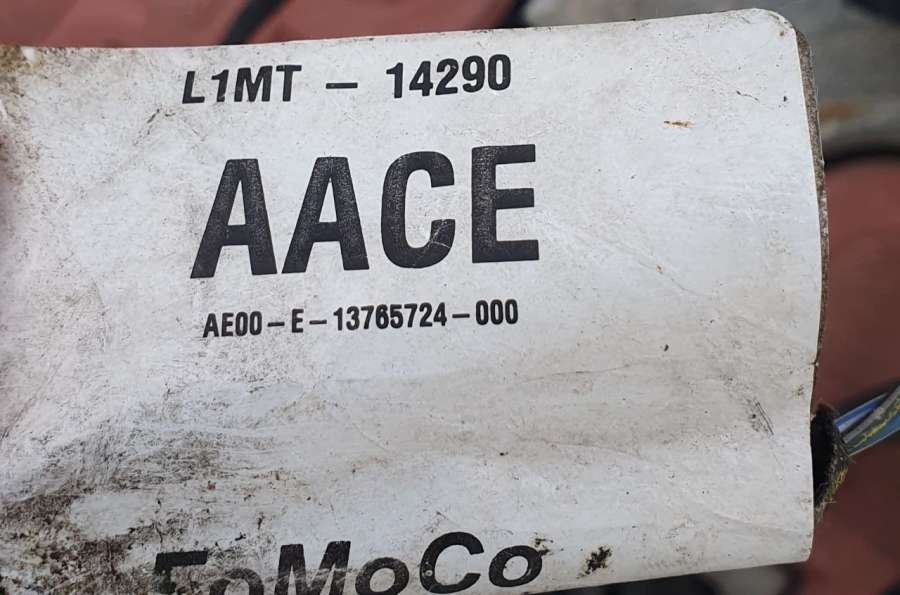 L1MT - 14290
AACE
AE00-E-13765724-000
FoMoCo